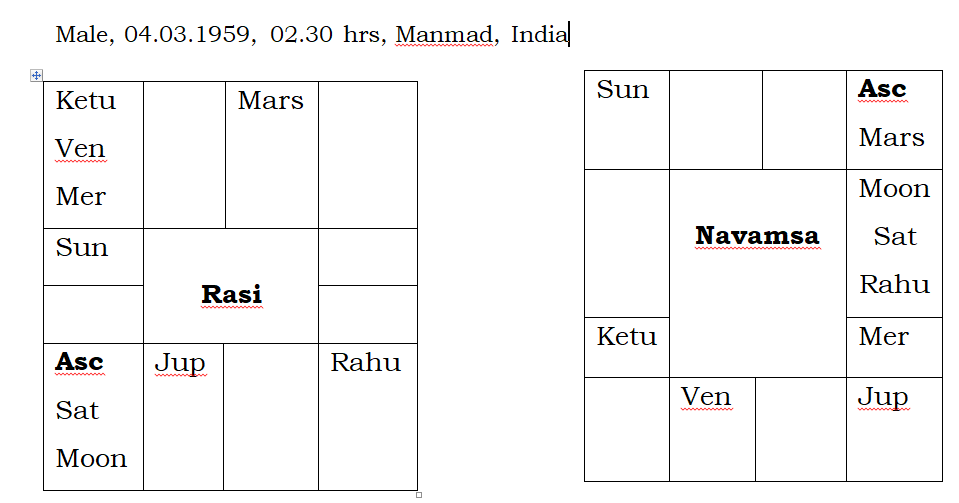 Male, 04.03.1959, 02.30 hrs, Manmad, India
Ketu
Ven
Mer
Mars
Sun
Rasi
Asc
Sat
Moon
Jup
Rahu
Sun
Asc
Mars
Navamsa
Moon
Sat
Rahu
Ketu
Mer
Ven
Jup